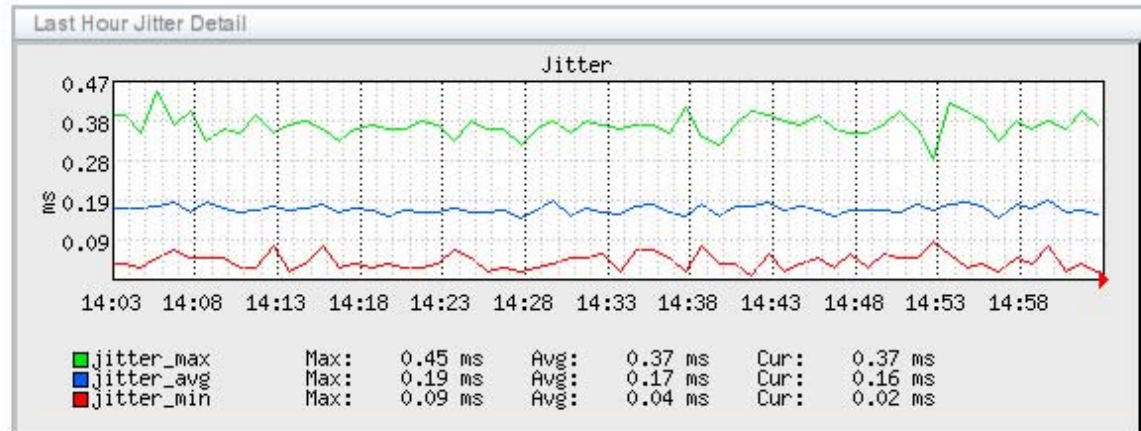 Last Hour Jitter Detail
Jitter
0.47
0.38
0.28
0.19
0.09
ms
14:03 14:08 14:13 14:18 14:23 14:28 14:33 14:38 14:43 14:48 14:53 14:58
jitter_max Max: 0.45 ms Avg: 0.37 ms Cur: 0.37 ms
jitter_avg Max: 0.19 ms Avg: 0.17 ms Cur: 0.16 ms
jitter_min Max: 0.09 ms Avg: 0.04 ms Cur: 0.02 ms